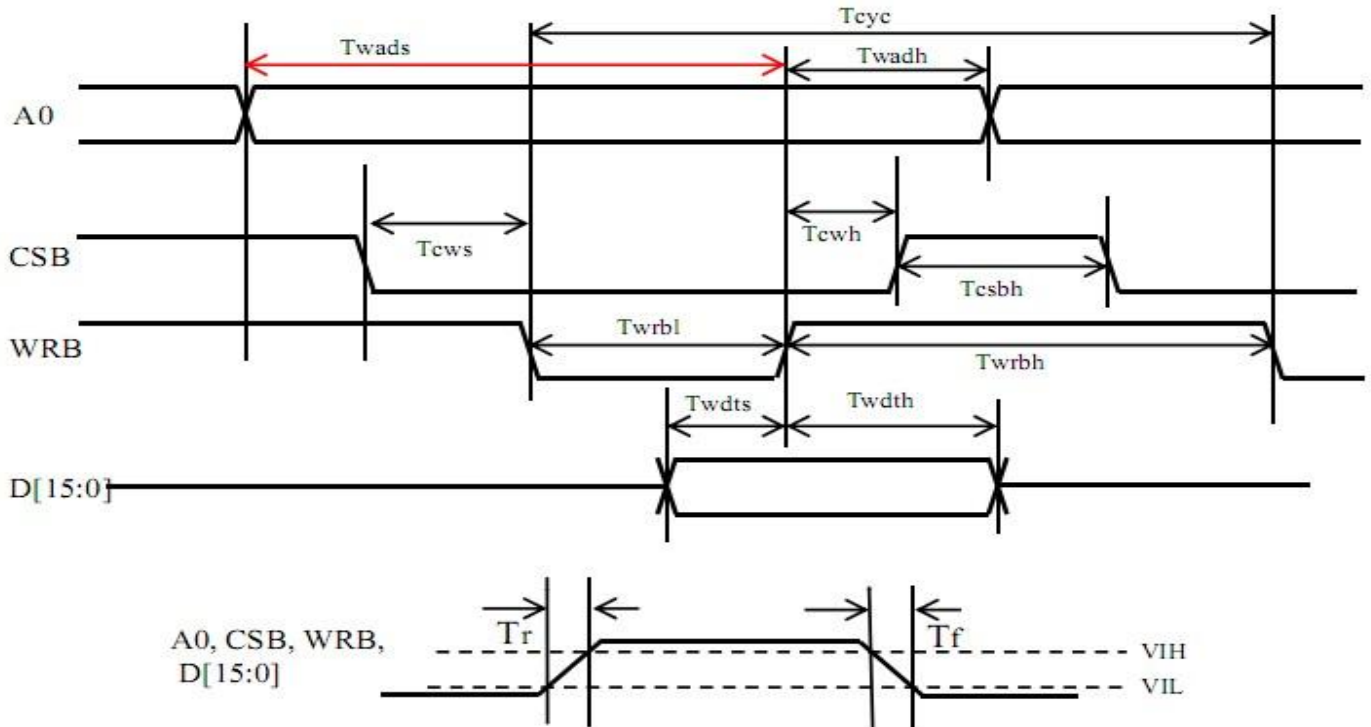 Tcyc
Twads
Twadh
A0
Tcws
Tcwh
CSB
Tcsbh
Twrbl
WRB
Twrbh
Twdts
Twdth
D[15:0]
A0, CSB, WRB,
D[15:0]
Tr
Tf
VIH
VIL